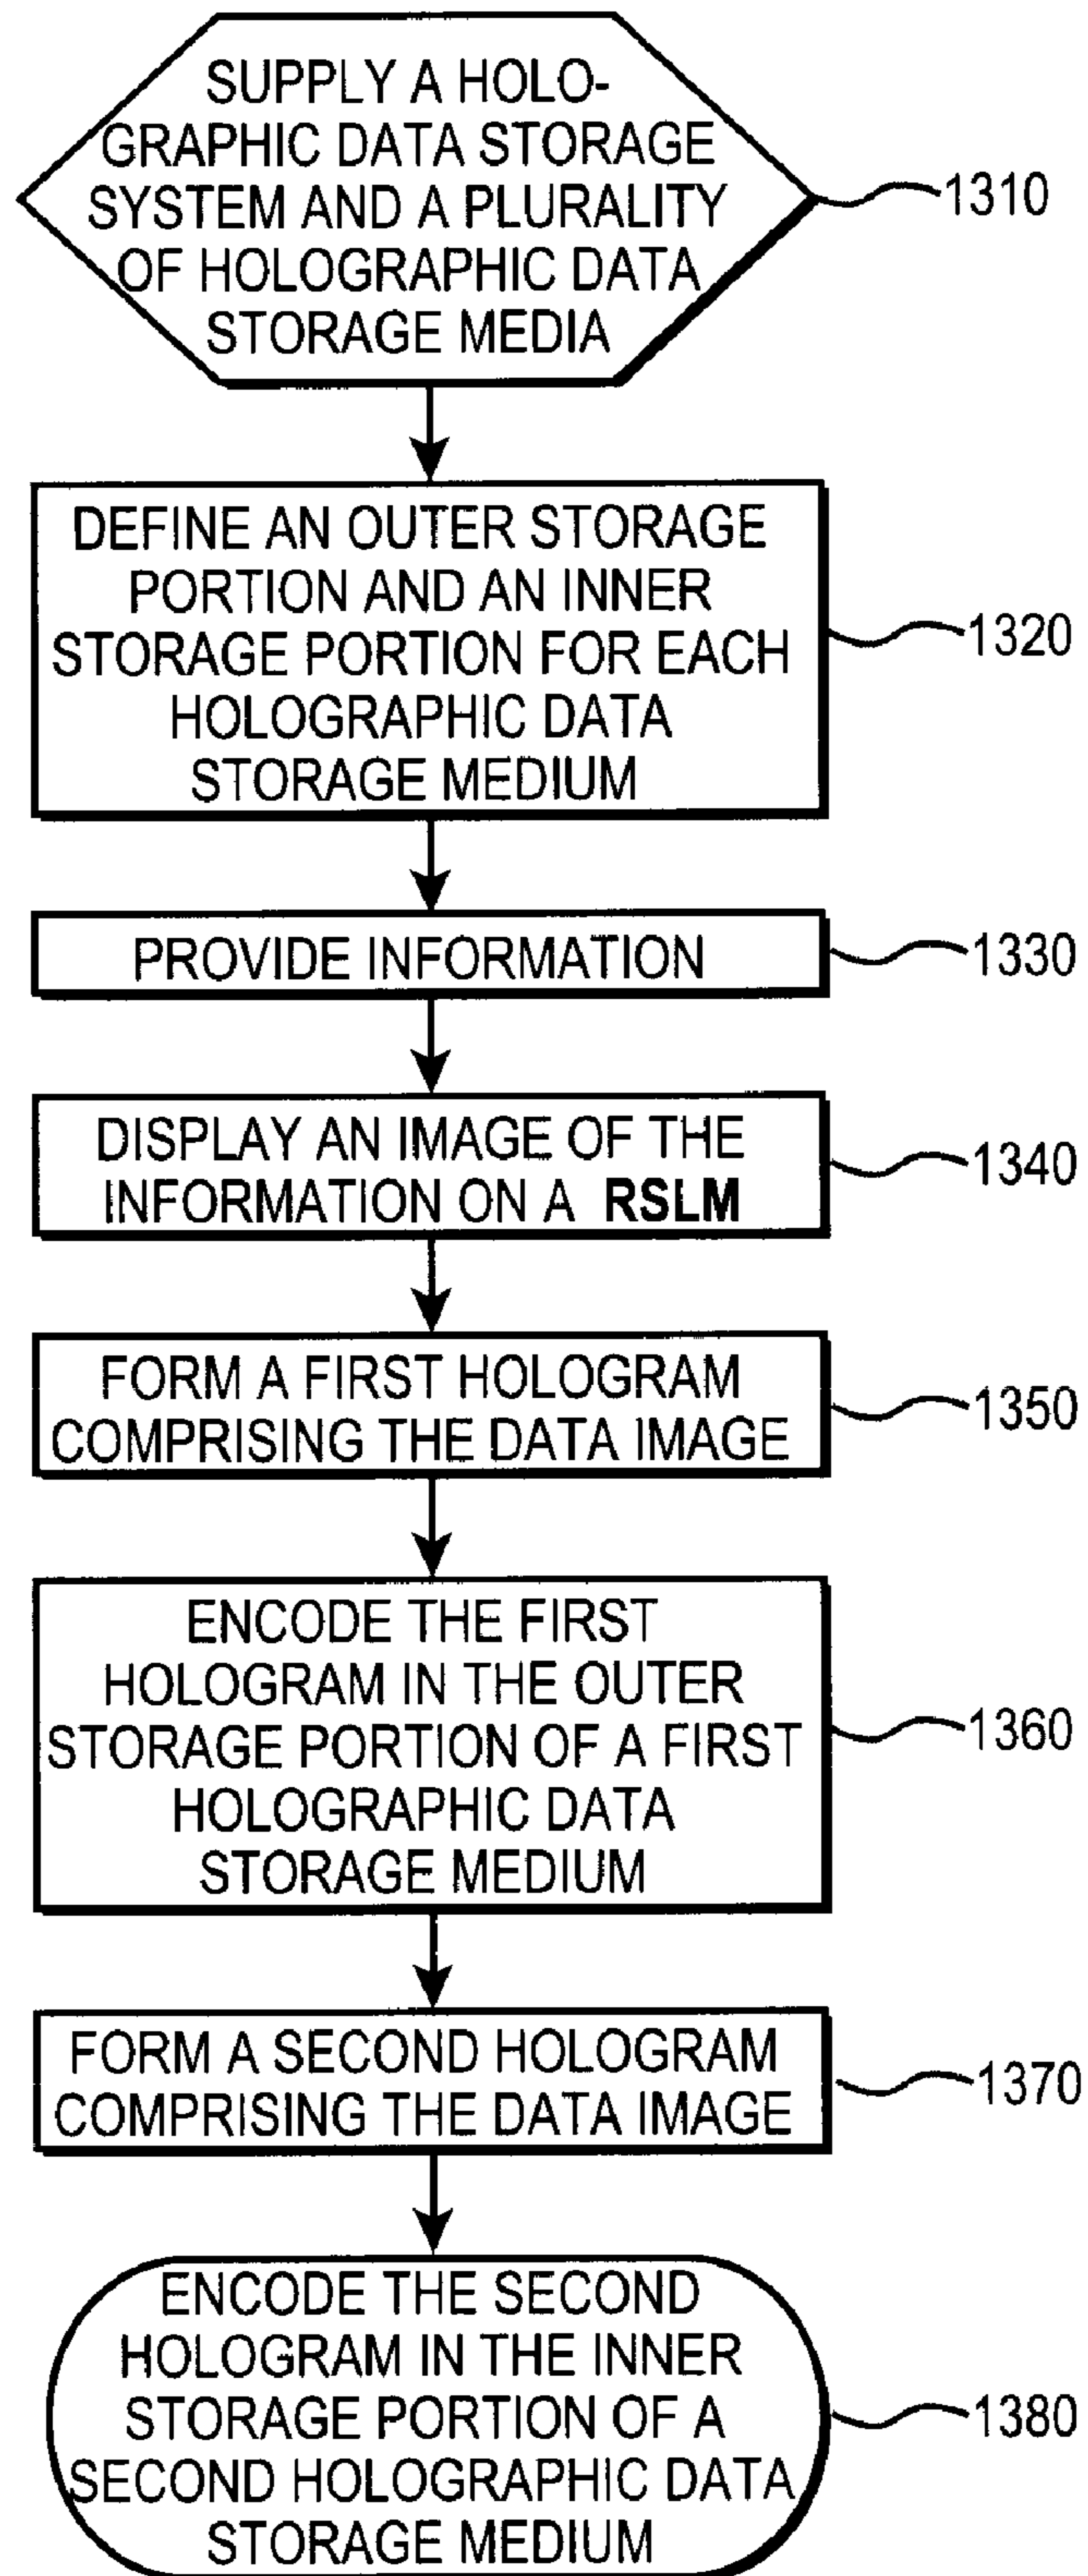 SUPPLY A HOLO-
GRAPHIC DATA STORAGE
SYSTEM AND A PLURALITY
OF HOLOGRAPHIC DATA
STORAGE MEDIA
1310
DEFINE AN OUTER STORAGE
PORTION AND AN INNER
STORAGE PORTION FOR EACH
HOLOGRAPHIC DATA
STORAGE MEDIUM
1320
PROVIDE INFORMATION
1330
DISPLAY AN IMAGE OF THE
INFORMATION ON A RSLM
1340
FORM A FIRST HOLOGRAM
COMPRISING THE DATA IMAGE
1350
ENCODE THE FIRST
HOLOGRAM IN THE OUTER
STORAGE PORTION OF A FIRST
HOLOGRAPHIC DATA
STORAGE MEDIUM
1360
FORM A SECOND HOLOGRAM
COMPRISING THE DATA IMAGE
1370
ENCODE THE SECOND
HOLOGRAM IN THE INNER
STORAGE PORTION OF A
SECOND HOLOGRAPHIC DATA
STORAGE MEDIUM
1380